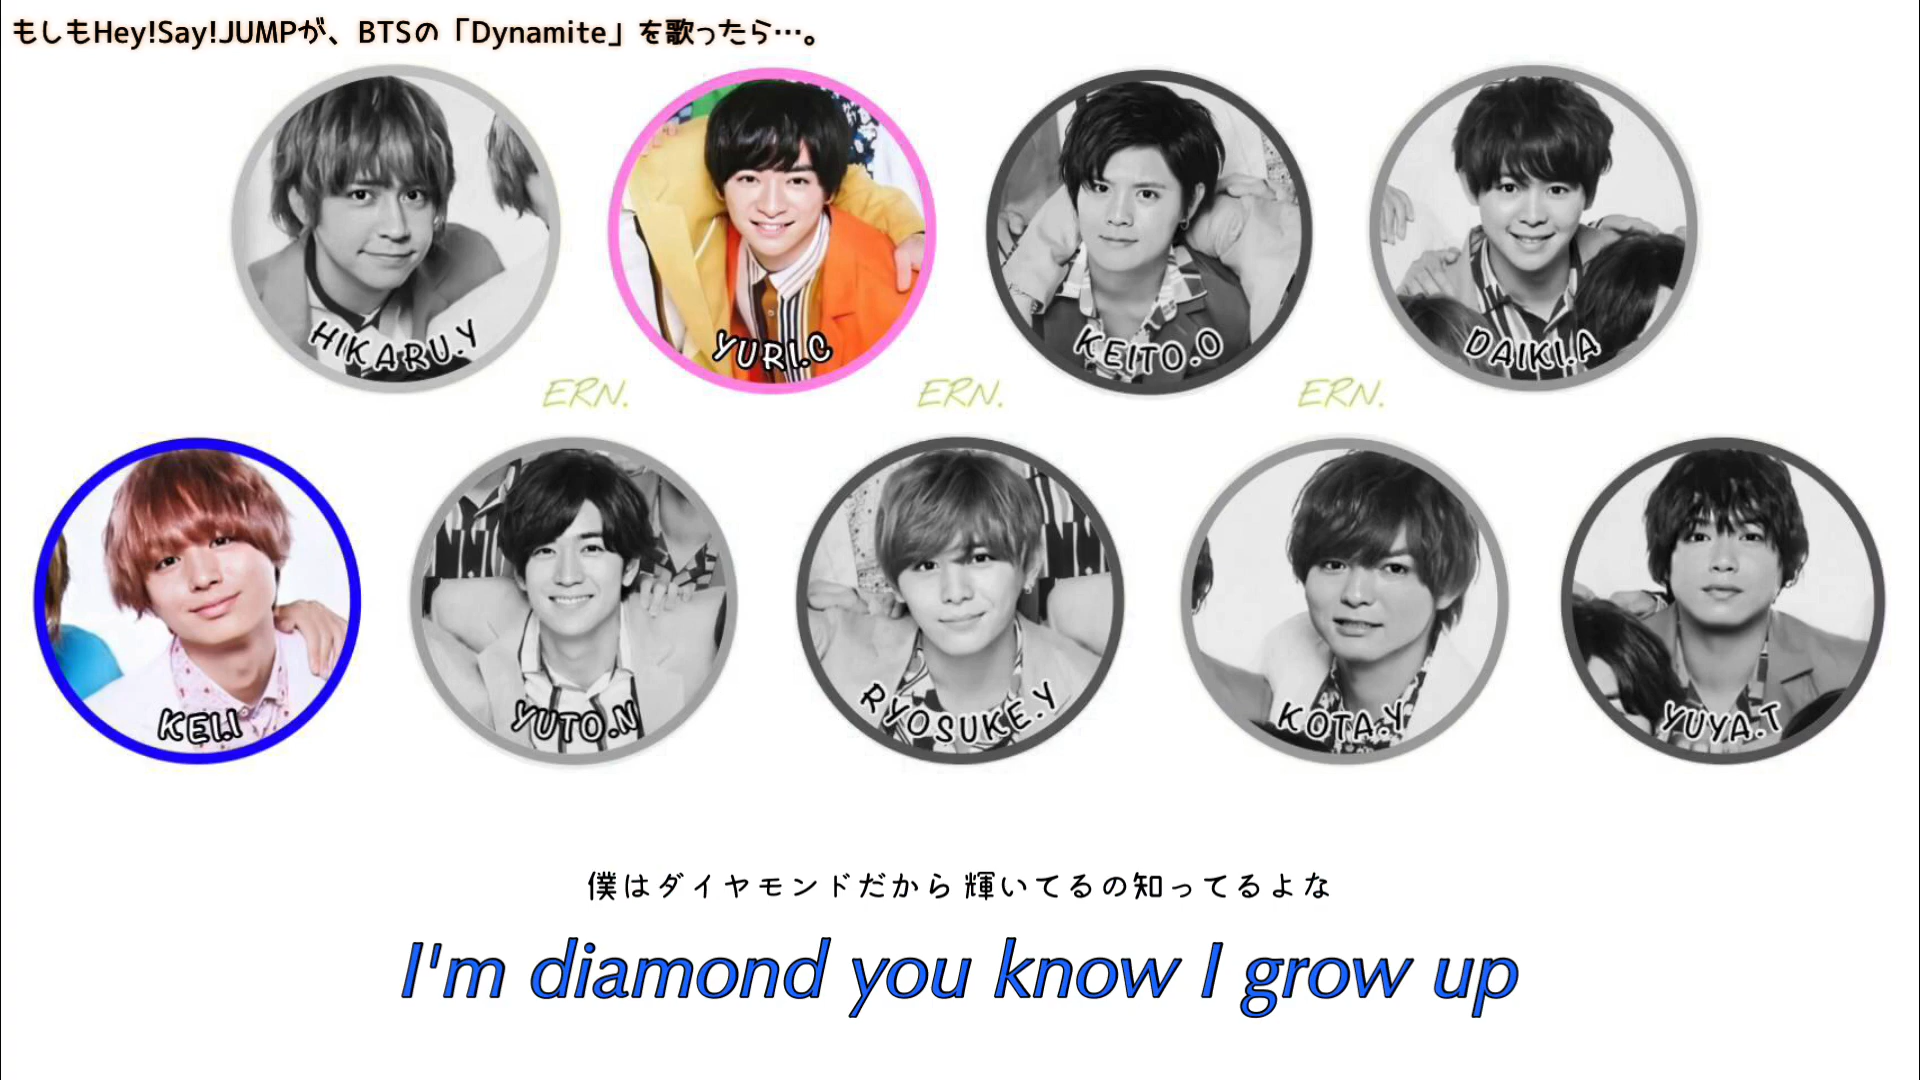 もしもHey!Say!JUMPが、BTSの「Dynamite」を歌ったら…。
HIKARU.Y
YURI.C
KEITO.O
DAIKI.A
ERN.
ERN.
ERN.
KEI.I
YUTO.N
RYOSUKE.Y
KOTA.Y
YUYA.T
僕はダイヤモンドだから 輝いてるの知ってるよな
I'm diamond you know I grow up